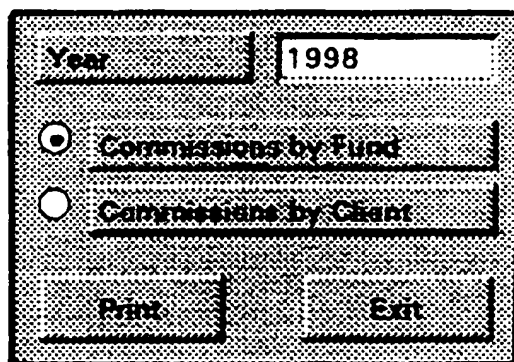 Year 1998
Commissions by Fund
Commissions by Client
Print Exit